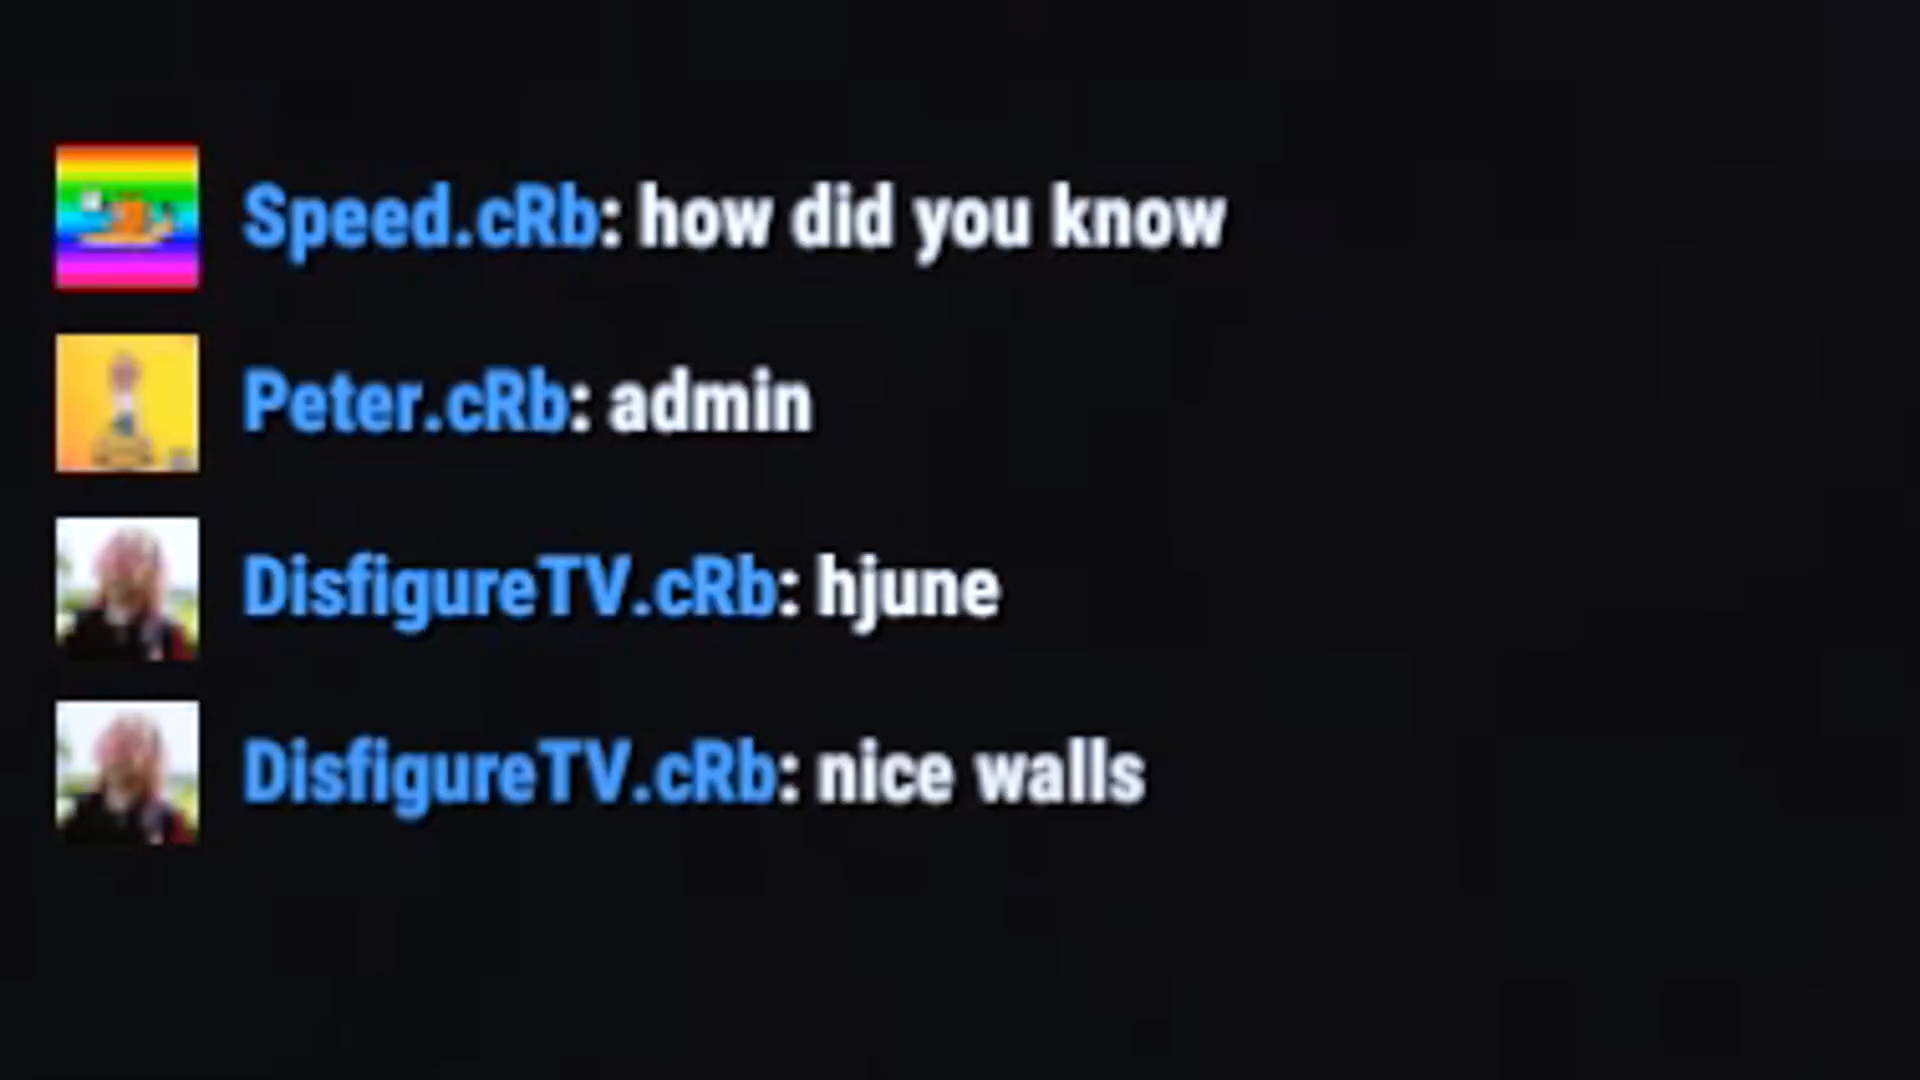 Speed.cRb: how did you know
Peter.cRb: admin
DisfigureTV.cRb: hjune
DisfigureTV.cRb: nice walls